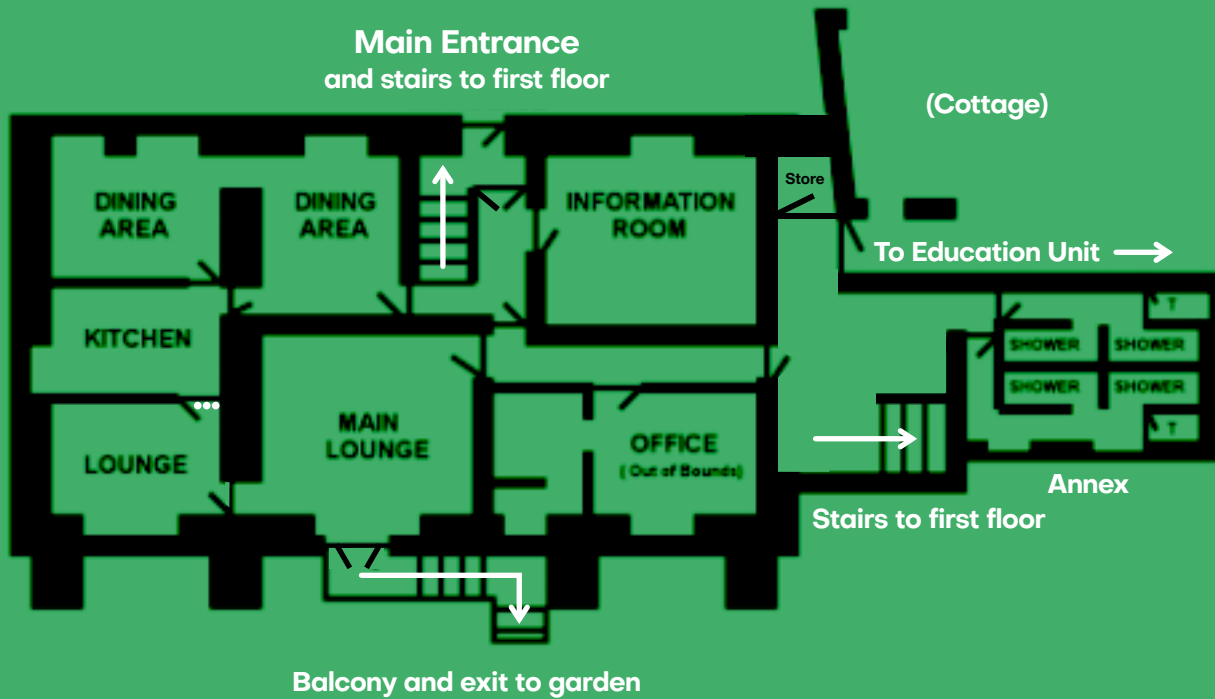 Main Entrance
and stairs to first floor
(Cottage)
Store
DINING
AREA
DINING
AREA
INFORMATION
ROOM
To Education Unit
T
KITCHEN
SHOWER
SHOWER
SHOWER
SHOWER
MAIN
LOUNGE
OFFICE
( Out of Bounds)
T
LOUNGE
Annex
Stairs to first floor
Balcony and exit to garden